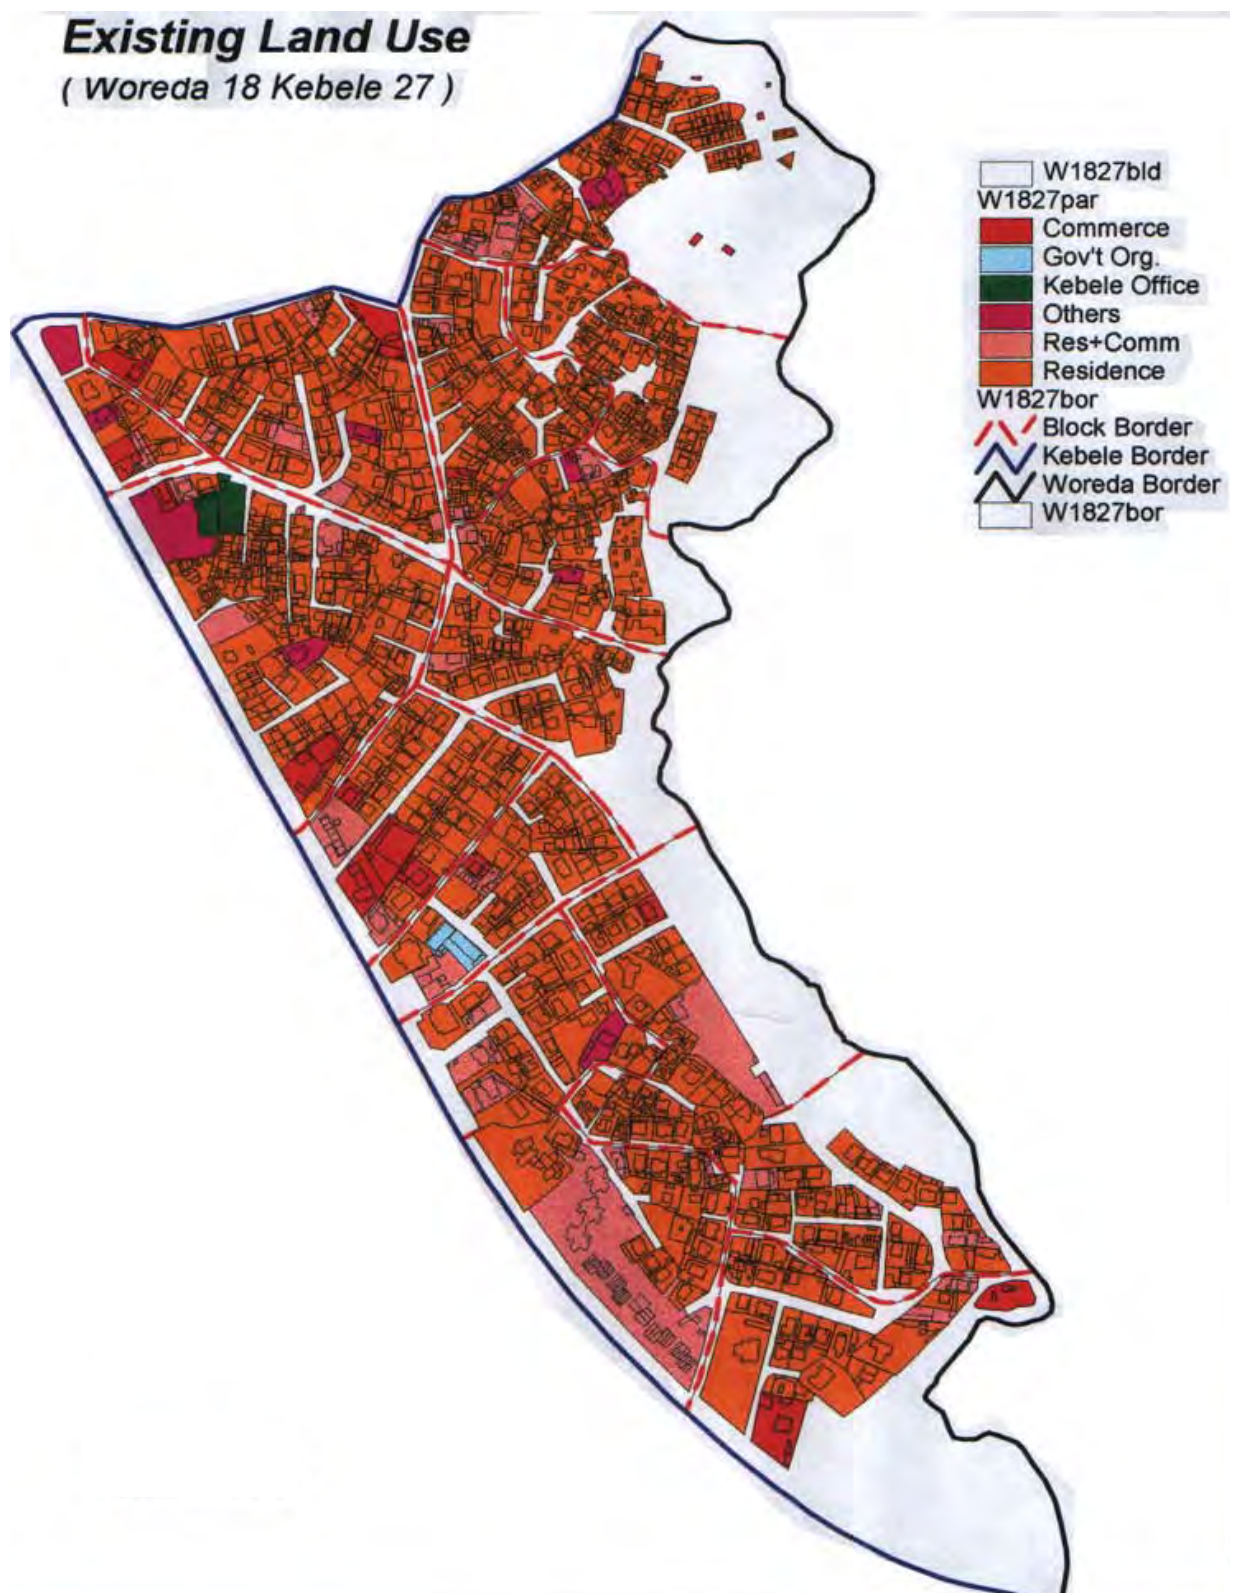 Existing Land Use
( Woreda 18 Kebele 27 )
W1827bld
W1827par
Commerce
Gov't Org.
Kebele Office
Others
Res+Comm
Residence
W1827bor
Block Border
Kebele Border
Woreda Border
W1827bor